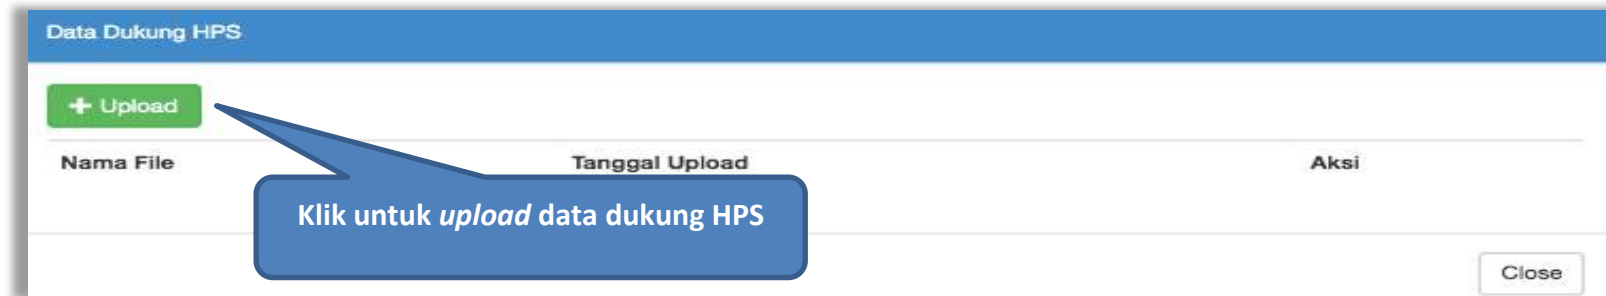 Data Dukung HPS
+ Upload
Nama File Tanggal Upload Aksi
Klik untuk upload data dukung HPS
Close